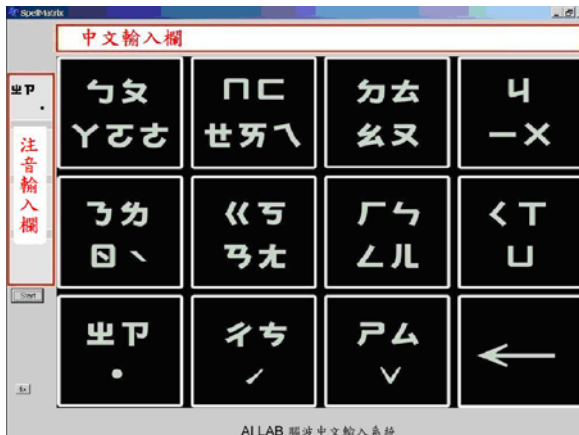 SpellMatrix
中文輸入欄
ㄓㄗ
˙
注音輸入欄
Start
ㄅㄆ ㄇㄈ ㄉㄊ ㄐ
ㄚㄛㄜ ㄝㄞㄟ ㄠㄡ ㄧㄨ
ㄋㄌ ㄍㄎ ㄏㄣ ㄑㄒ
ㄖˋ ㄢㄤ ㄥㄦ ㄩ
ㄓㄗ ㄔㄘ ㄕㄙ ←
˙ ˊ ˇ
AI LAB 腦波中文輸入系統